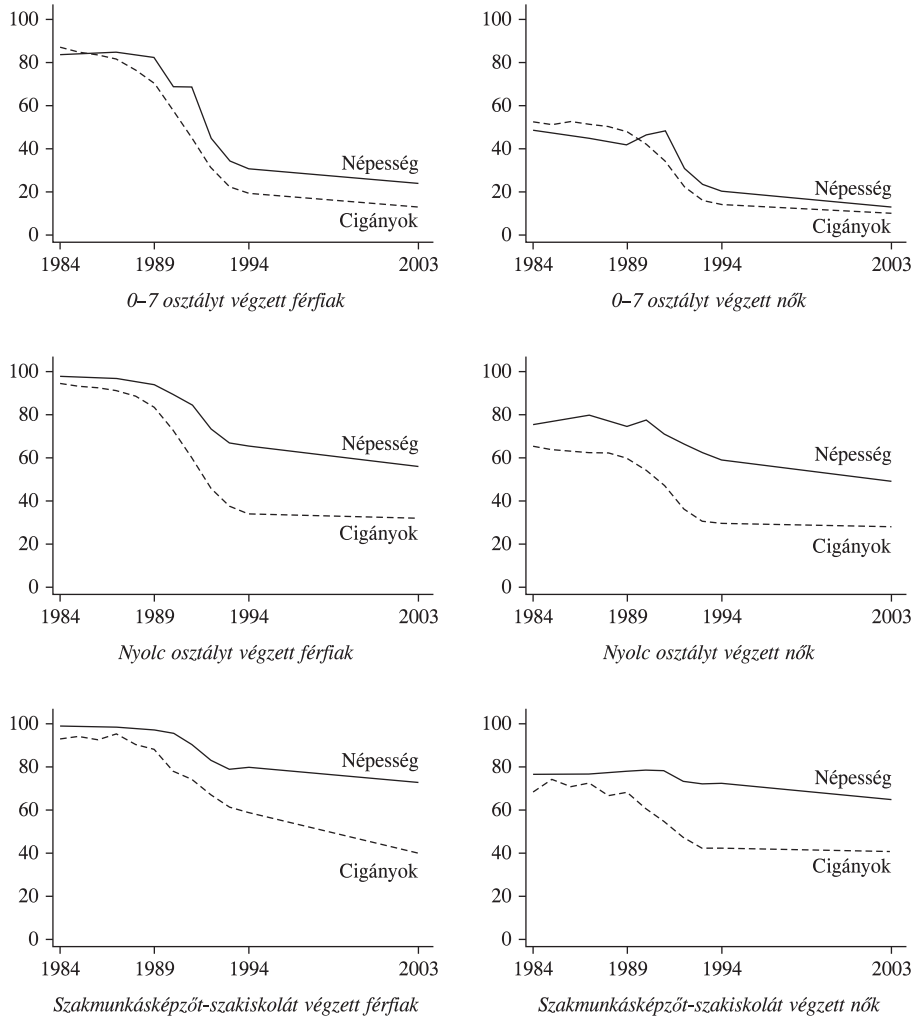 100
80
60
40
20
0
Népesség
Cigányok
1984 1989 1994 2003
0–7 osztályt végzett férfiak
100
80
60
40
20
0
Népesség
Cigányok
1984 1989 1994 2003
0–7 osztályt végzett nők
100
80
60
40
20
0
Népesség
Cigányok
1984 1989 1994 2003
Nyolc osztályt végzett férfiak
100
80
60
40
20
0
Népesség
Cigányok
1984 1989 1994 2003
Nyolc osztályt végzett nők
100
80
60
40
20
0
Népesség
Cigányok
1984 1989 1994 2003
Szakmunkásképzőt-szakiskolát végzett férfiak
100
80
60
40
20
0
Népesség
Cigányok
1984 1989 1994 2003
Szakmunkásképzőt-szakiskolát végzett nők